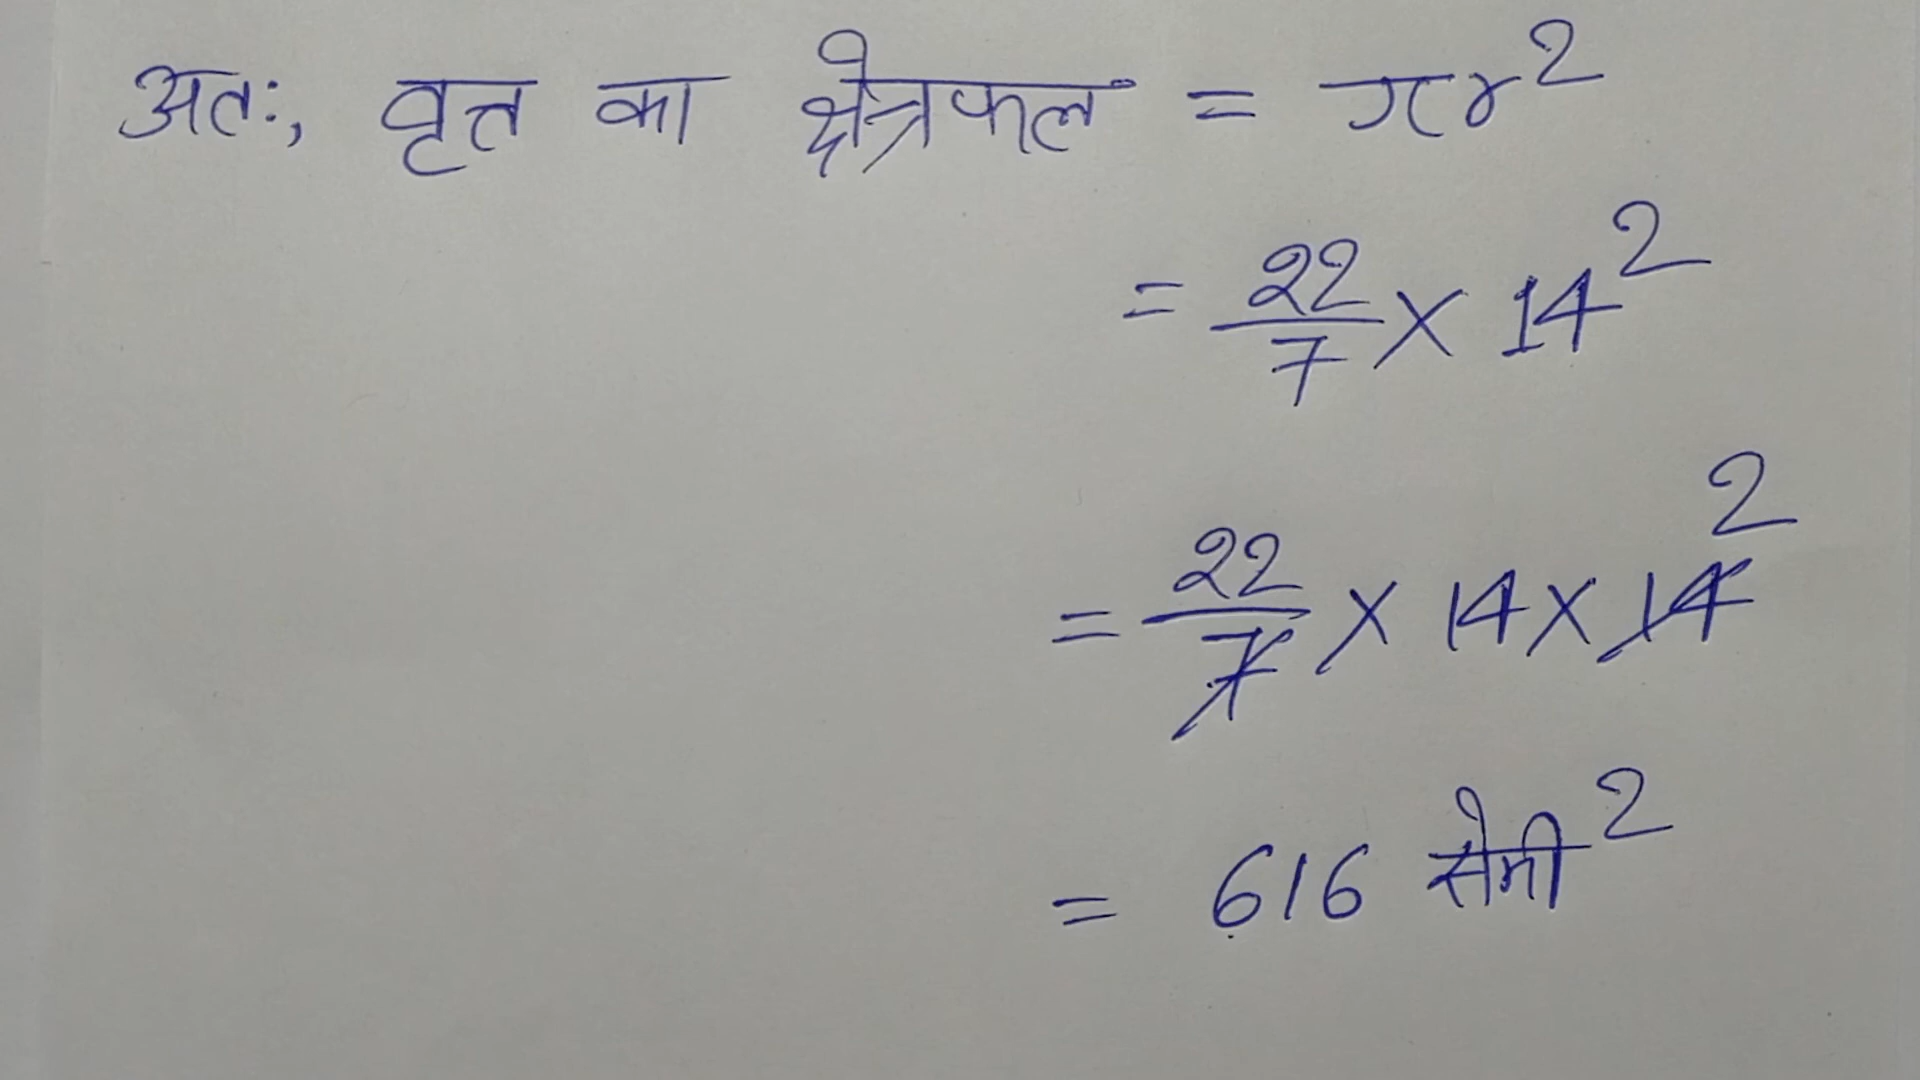 अतः, वृत्त का क्षेत्रफल = πr²
= 22/7 × 14²
= 22/7 × 14 × 14 2
= 616 सेमी²